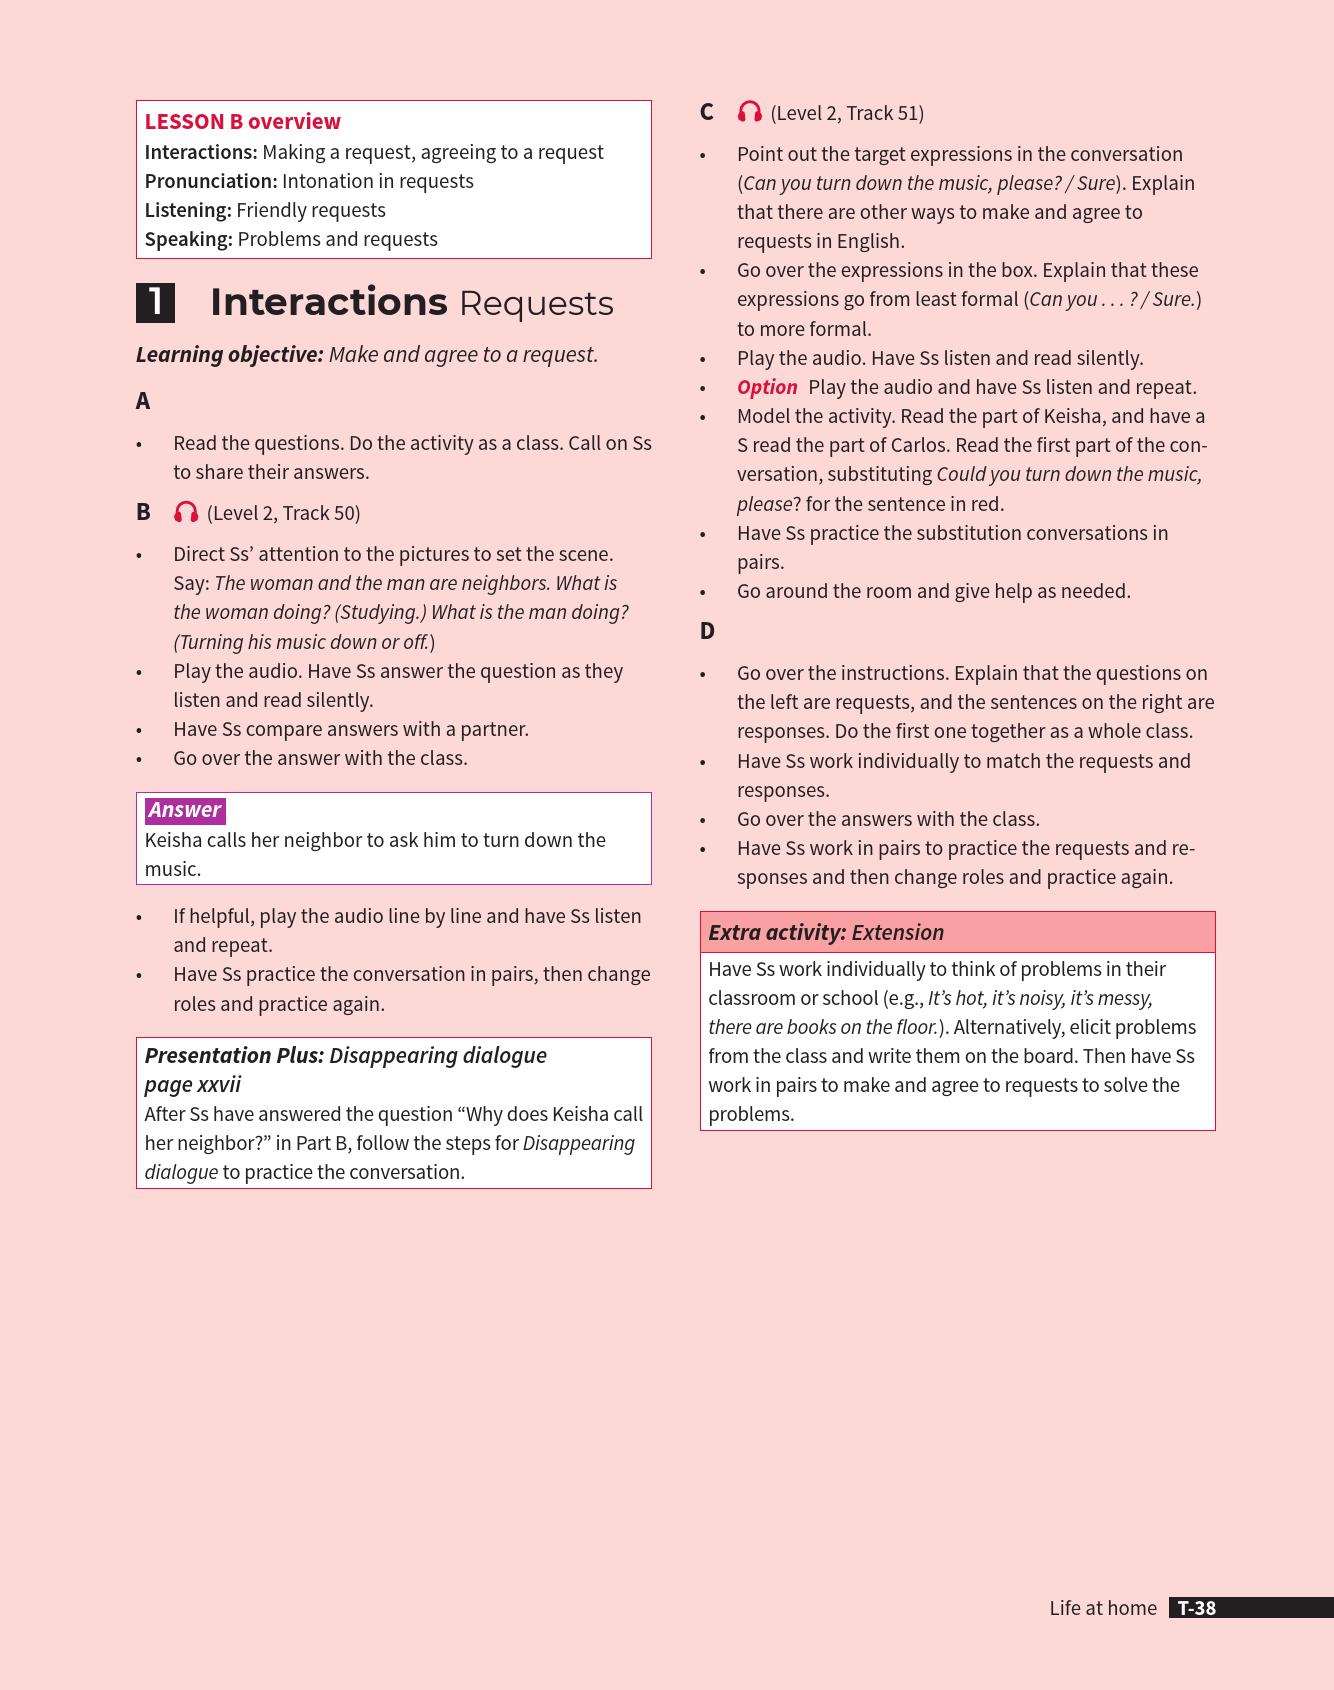 LESSON B overview
Interactions: Making a request, agreeing to a request
Pronunciation: Intonation in requests
Listening: Friendly requests
Speaking: Problems and requests
1 Interactions Requests
Learning objective: Make and agree to a request.
A
• Read the questions. Do the activity as a class. Call on Ss
to share their answers.
B (Level 2, Track 50)
• Direct Ss’ attention to the pictures to set the scene.
Say: The woman and the man are neighbors. What is
the woman doing? (Studying.) What is the man doing?
(Turning his music down or off.)
• Play the audio. Have Ss answer the question as they
listen and read silently.
• Have Ss compare answers with a partner.
• Go over the answer with the class.
Answer
Keisha calls her neighbor to ask him to turn down the
music.
• If helpful, play the audio line by line and have Ss listen
and repeat.
• Have Ss practice the conversation in pairs, then change
roles and practice again.
Presentation Plus: Disappearing dialogue
page xxvii
After Ss have answered the question “Why does Keisha call
her neighbor?” in Part B, follow the steps for Disappearing
dialogue to practice the conversation.
C (Level 2, Track 51)
• Point out the target expressions in the conversation
(Can you turn down the music, please? / Sure). Explain
that there are other ways to make and agree to
requests in English.
• Go over the expressions in the box. Explain that these
expressions go from least formal (Can you . . . ? / Sure.)
to more formal.
• Play the audio. Have Ss listen and read silently.
• Option Play the audio and have Ss listen and repeat.
• Model the activity. Read the part of Keisha, and have a
S read the part of Carlos. Read the first part of the con-
versation, substituting Could you turn down the music,
please? for the sentence in red.
• Have Ss practice the substitution conversations in
pairs.
• Go around the room and give help as needed.
D
• Go over the instructions. Explain that the questions on
the left are requests, and the sentences on the right are
responses. Do the first one together as a whole class.
• Have Ss work individually to match the requests and
responses.
• Go over the answers with the class.
• Have Ss work in pairs to practice the requests and re-
sponses and then change roles and practice again.
Extra activity: Extension
Have Ss work individually to think of problems in their
classroom or school (e.g., It’s hot, it’s noisy, it’s messy,
there are books on the floor.). Alternatively, elicit problems
from the class and write them on the board. Then have Ss
work in pairs to make and agree to requests to solve the
problems.
Life at home T-38